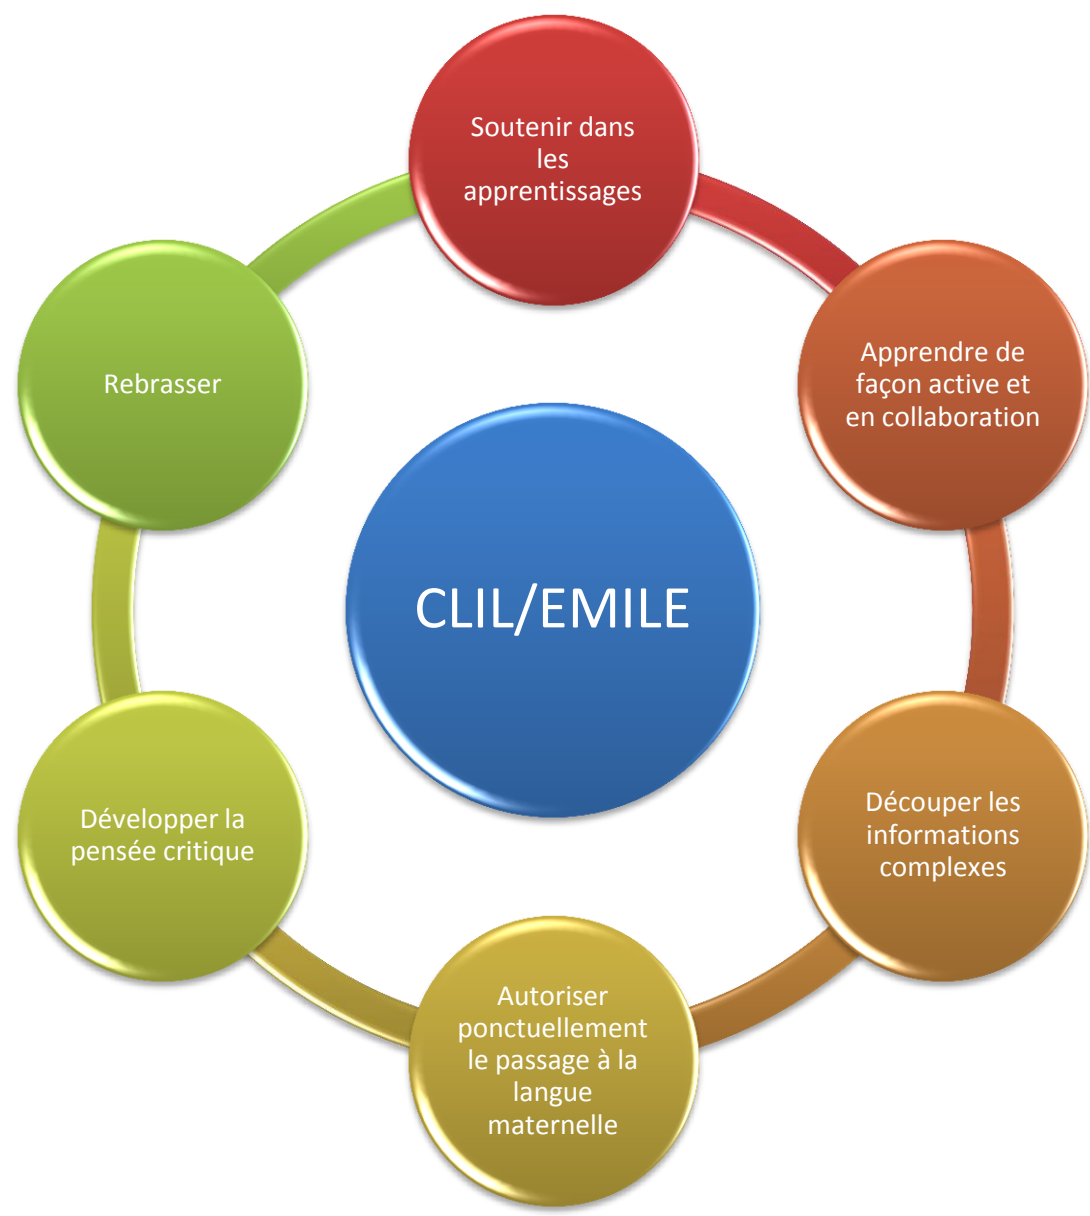 Soutenir dans
les
apprentissages
Apprendre de
façon active et
en collaboration
Découper les
informations
complexes
Autoriser
ponctuellement
le passage à la
langue
maternelle
Développer la
pensée critique
Rebrasser
CLIL/EMILE